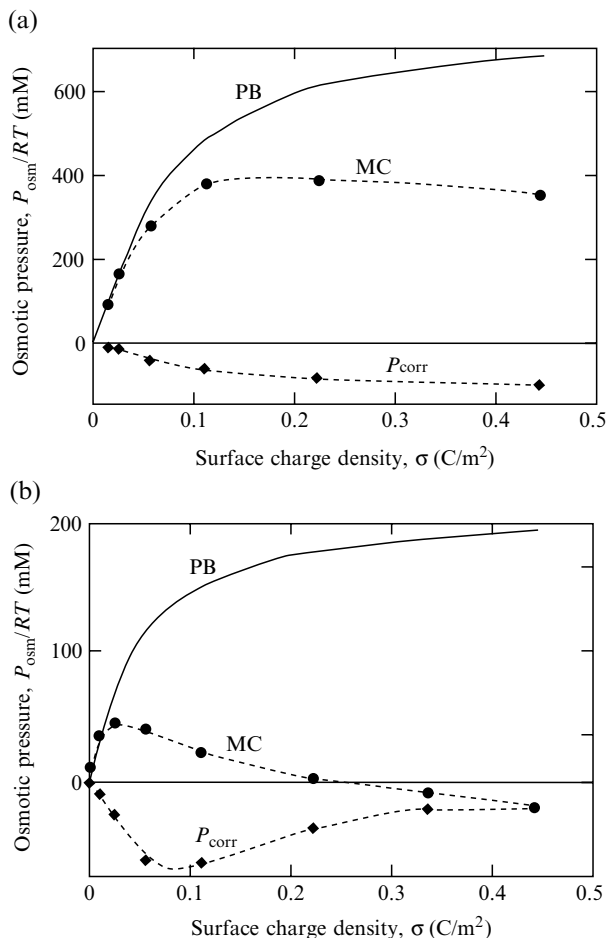 (a)
Osmotic pressure, P_osm/RT (mM)
600
400
200
0
PB
MC
P_corr
0 0.1 0.2 0.3 0.4 0.5
Surface charge density, σ (C/m²)
(b)
Osmotic pressure, P_osm/RT (mM)
200
100
0
PB
MC
P_corr
0 0.1 0.2 0.3 0.4 0.5
Surface charge density, σ (C/m²)